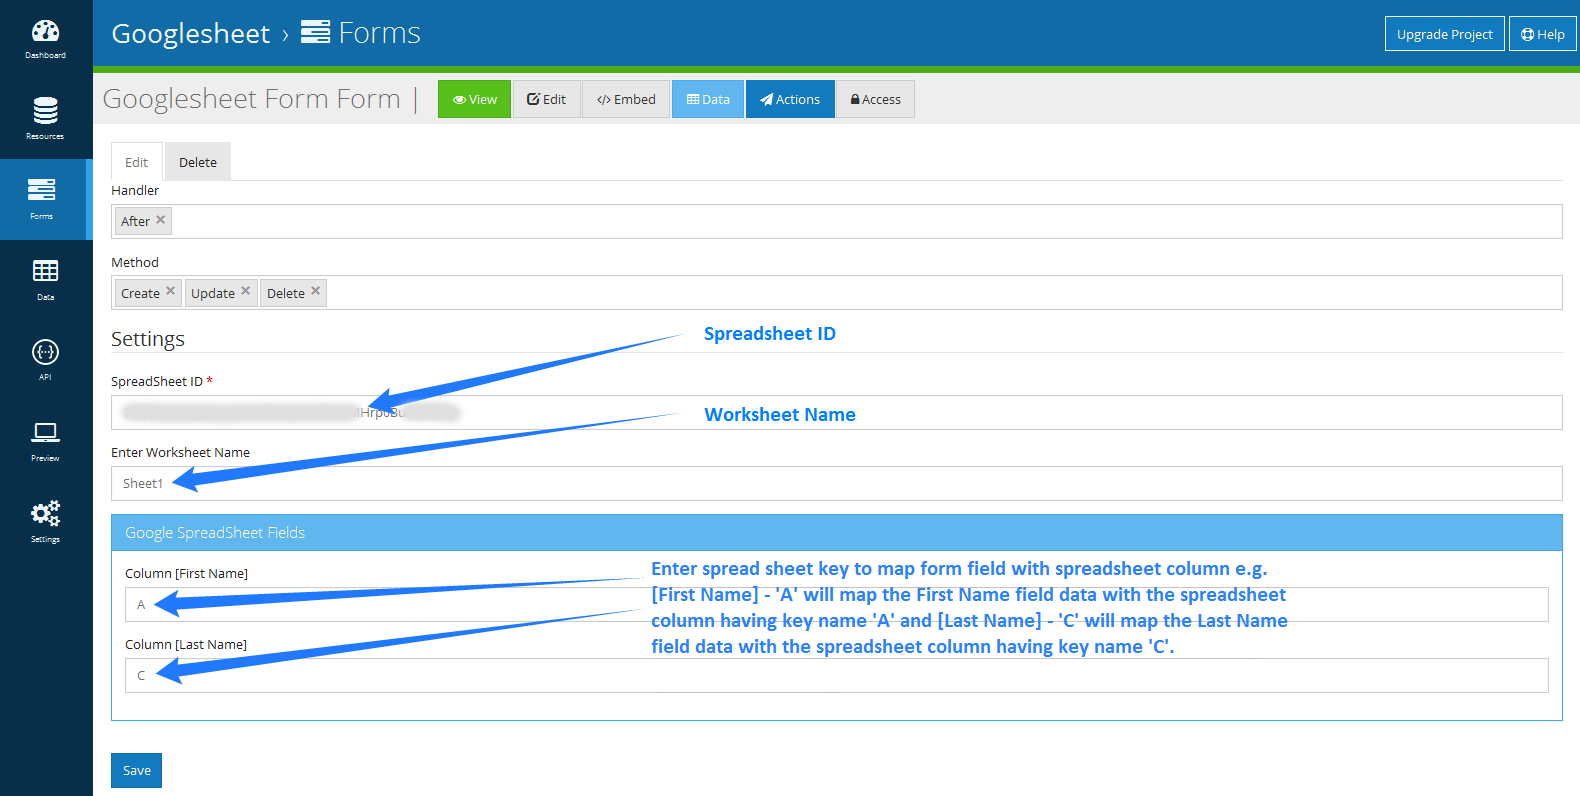 Dashboard
Resources
Forms
Data
API
Preview
Settings
Googlesheet › Forms
Upgrade Project
Help
Googlesheet Form Form |
View
Edit
Embed
Data
Actions
Access
Edit
Delete
Handler
After ×
Method
Create × Update × Delete ×
Settings
Spreadsheet ID
SpreadSheet ID *
Worksheet Name
Enter Worksheet Name
Sheet1
Google SpreadSheet Fields
Column [First Name]
A
Column [Last Name]
C
Enter spread sheet key to map form field with spreadsheet column e.g.
[First Name] - 'A' will map the First Name field data with the spreadsheet
column having key name 'A' and [Last Name] - 'C' will map the Last Name
field data with the spreadsheet column having key name 'C'.
Save